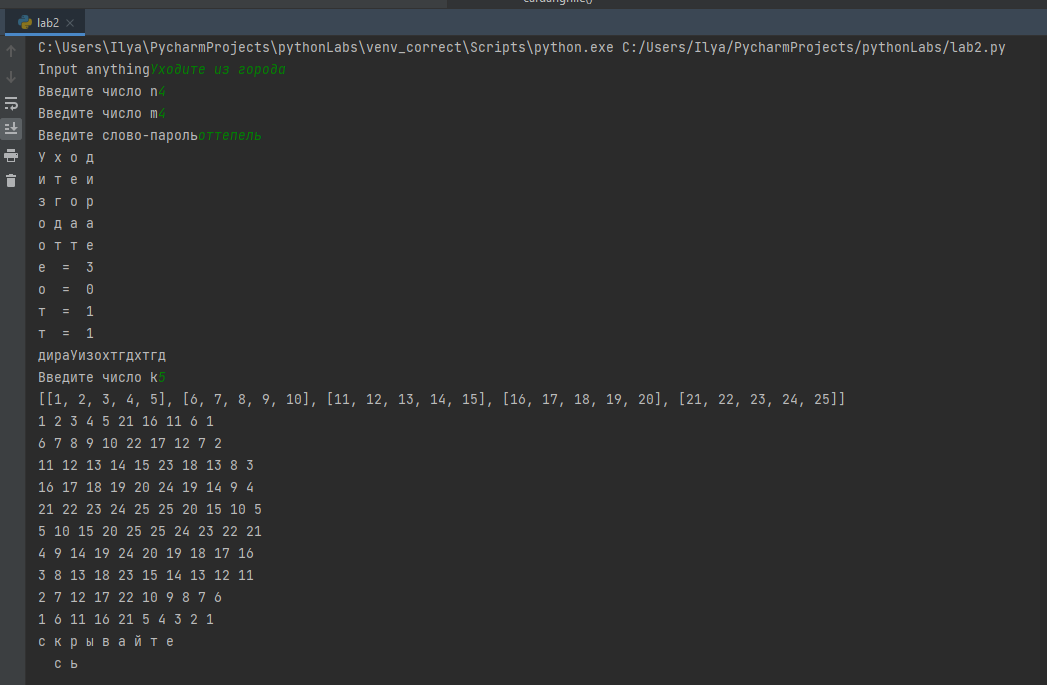 lab2
C:\Users\Ilya\PycharmProjects\pythonLabs\venv_correct\Scripts\python.exe C:/Users/Ilya/PycharmProjects/pythonLabs/lab2.py
Input anythingУходите из города
Введите число n4
Введите число m4
Введите слово-парольоттепель
У х о д
и т е и
з г о р
о д а а
о т т е
е  =  3
о  =  0
т  =  1
т  =  1
дираУизохтгдхтгд
Введите число k5
[[1, 2, 3, 4, 5], [6, 7, 8, 9, 10], [11, 12, 13, 14, 15], [16, 17, 18, 19, 20], [21, 22, 23, 24, 25]]
1 2 3 4 5 21 16 11 6 1
6 7 8 9 10 22 17 12 7 2
11 12 13 14 15 23 18 13 8 3
16 17 18 19 20 24 19 14 9 4
21 22 23 24 25 25 20 15 10 5
5 10 15 20 25 25 24 23 22 21
4 9 14 19 24 20 19 18 17 16
3 8 13 18 23 15 14 13 12 11
2 7 12 17 22 10 9 8 7 6
1 6 11 16 21 5 4 3 2 1
с к р ы в а й т е
с ь